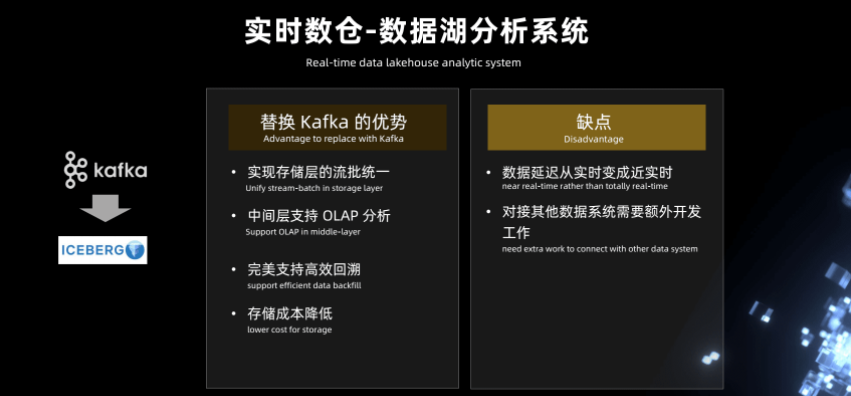 实时数仓-数据湖分析系统
Real-time data lakehouse analytic system
kafka
ICEBERG
替换 Kafka 的优势
Advantage to replace with Kafka
• 实现存储层的流批统一
Unify stream-batch in storage layer
• 中间层支持 OLAP 分析
Support OLAP in middle-layer
• 完美支持高效回溯
support efficient data backfill
• 存储成本降低
lower cost for storage
缺点
Disadvantage
• 数据延迟从实时变成近实时
near real-time rather than totally real-time
• 对接其他数据系统需要额外开发
工作
need extra work to connect with other data system